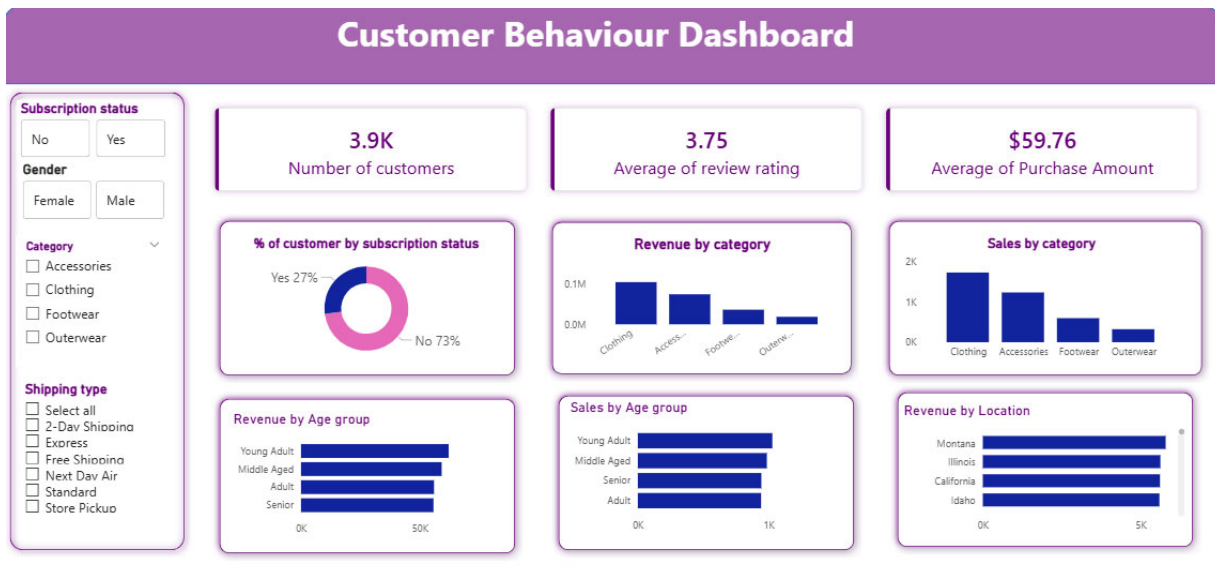 Customer Behaviour Dashboard
Subscription status
No
Yes
Gender
Female
Male
Category
Accessories
Clothing
Footwear
Outerwear
Shipping type
Select all
2-Day Shipping
Express
Free Shipping
Next Day Air
Standard
Store Pickup
3.9K
Number of customers
3.75
Average of review rating
$59.76
Average of Purchase Amount
% of customer by subscription status
Yes 27%
No 73%
Revenue by category
0.1M
0.0M
Clothing
Access...
Footwe...
Outerw...
Sales by category
2K
1K
0K
Clothing
Accessories
Footwear
Outerwear
Revenue by Age group
Young Adult
Middle Aged
Adult
Senior
0K
50K
Sales by Age group
Young Adult
Middle Aged
Senior
Adult
0K
1K
Revenue by Location
Montana
Illinois
California
Idaho
0K
5K